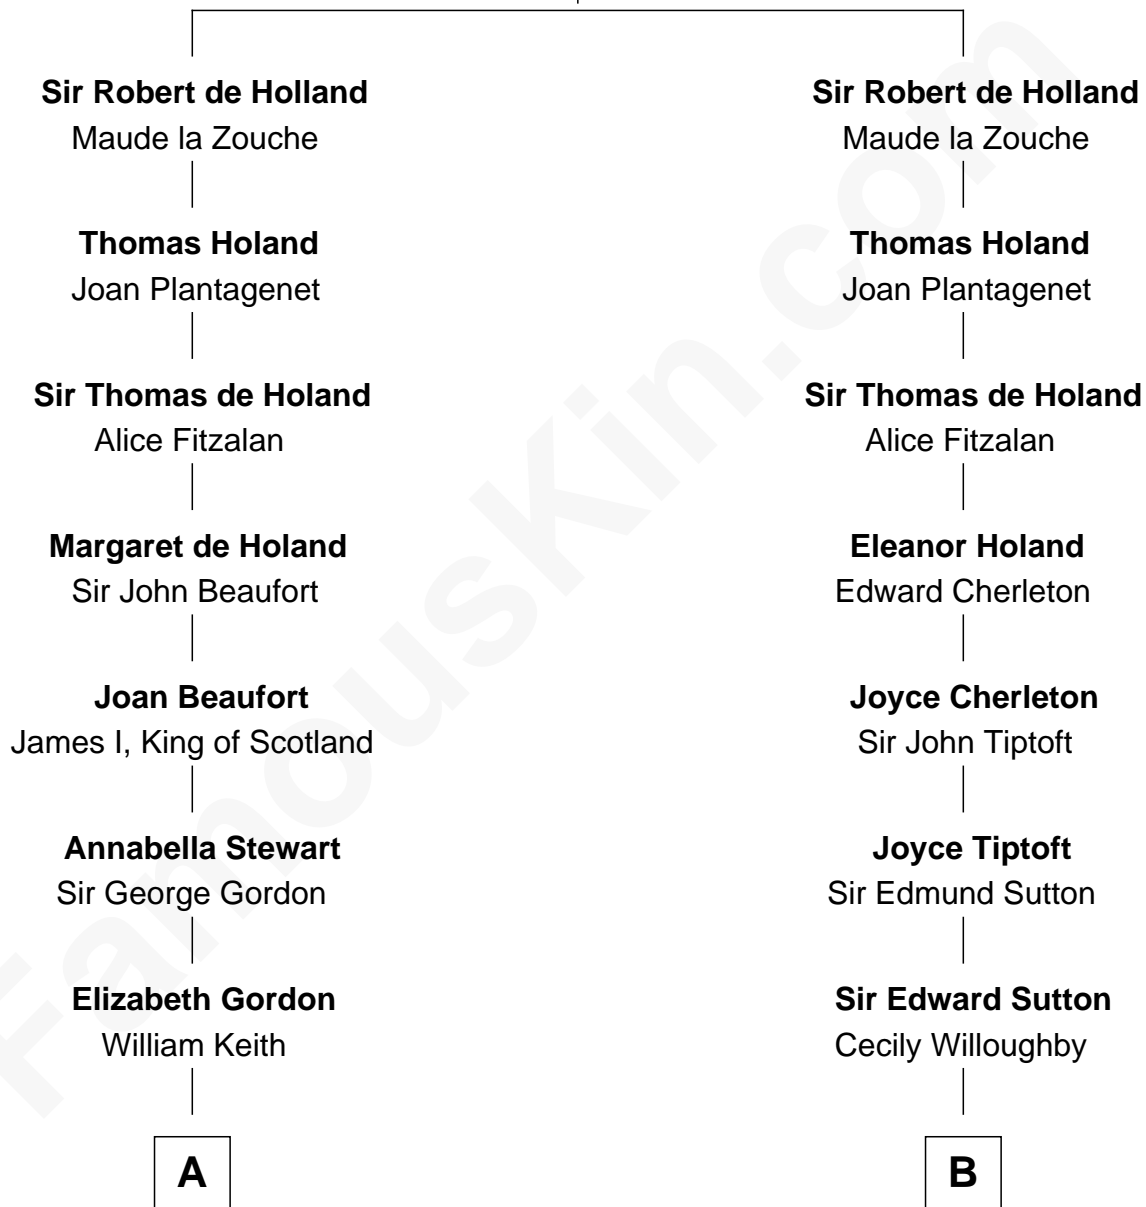 Sir Robert de Holland
Maude la Zouche
Thomas Holand
Joan Plantagenet
Sir Thomas de Holand
Alice Fitzalan
Margaret de Holand
Sir John Beaufort
Joan Beaufort
James I, King of Scotland
Annabella Stewart
Sir George Gordon
Elizabeth Gordon
William Keith
A
Sir Robert de Holland
Maude la Zouche
Thomas Holand
Joan Plantagenet
Sir Thomas de Holand
Alice Fitzalan
Eleanor Holand
Edward Cherleton
Joyce Cherleton
Sir John Tiptoft
Joyce Tiptoft
Sir Edmund Sutton
Sir Edward Sutton
Cecily Willoughby
B
FamousKin.com